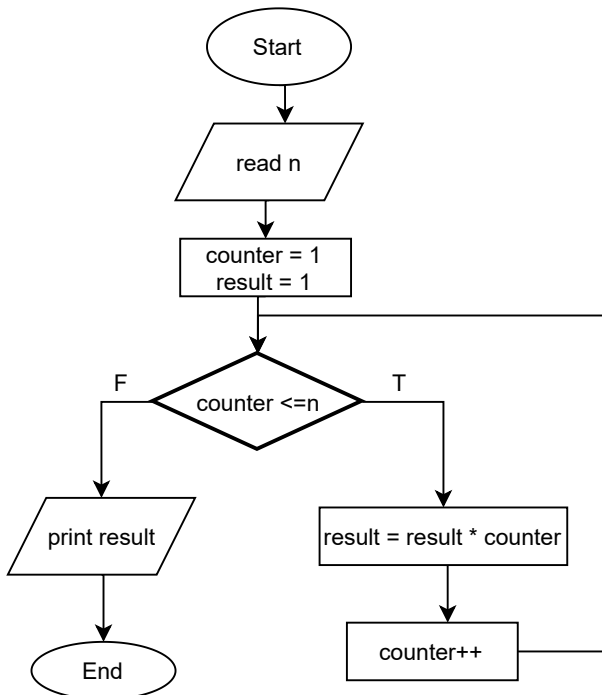 Start
read n
counter = 1
result = 1
F
T
counter <=n
print result
result = result * counter
End
counter++